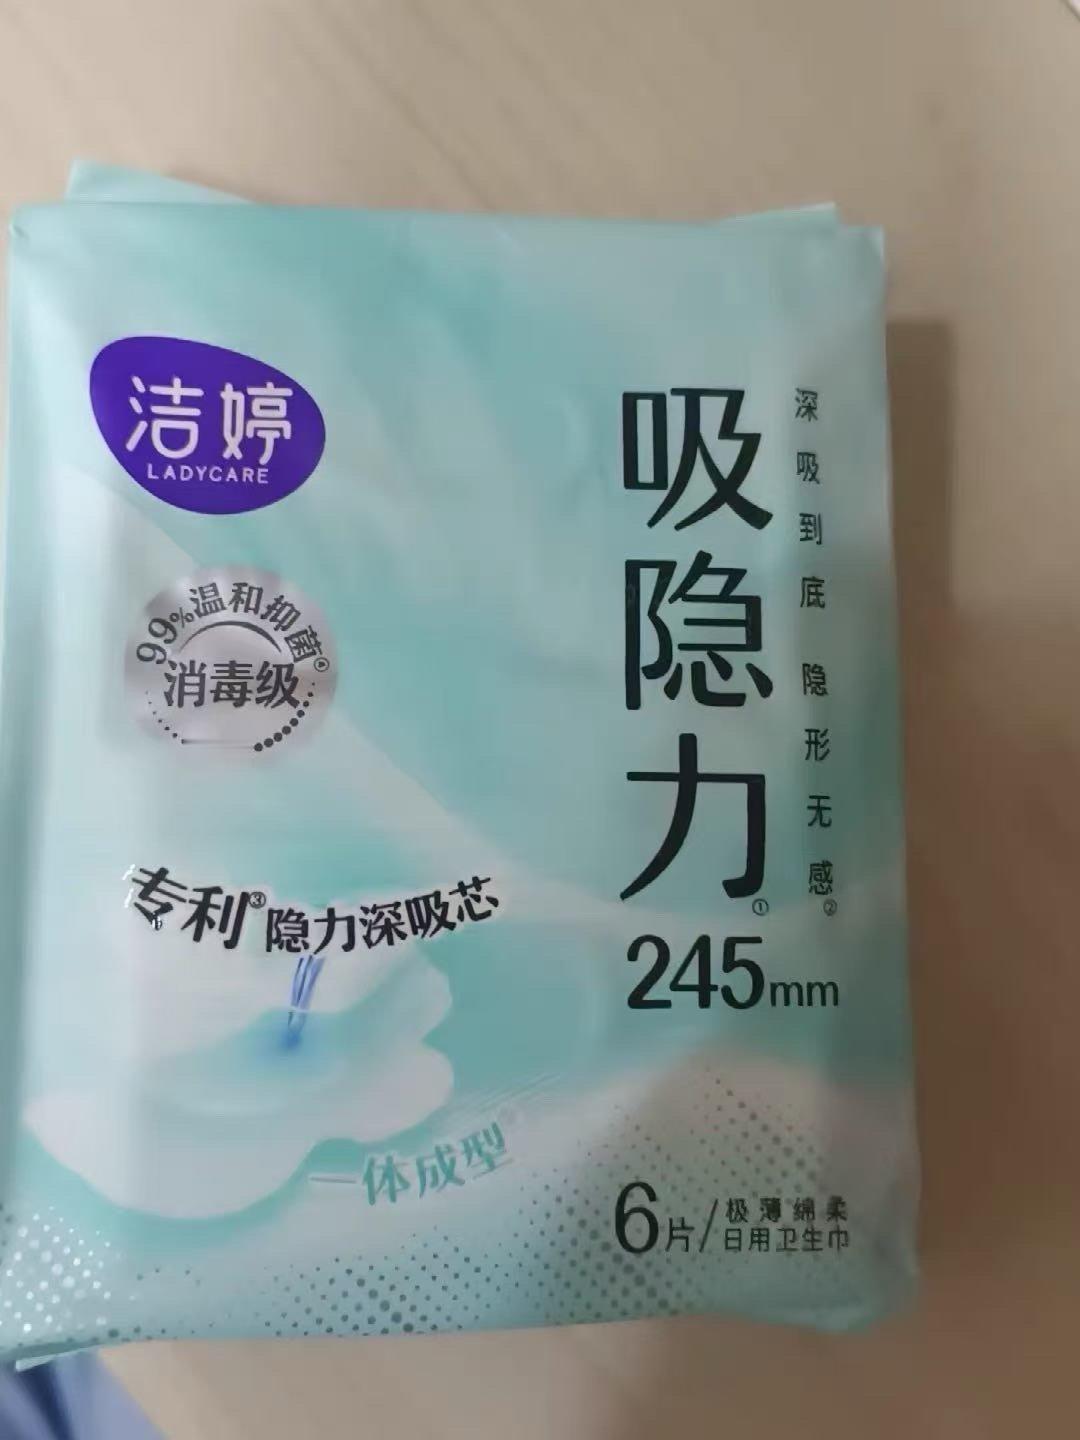 洁婷
LADYCARE
99%温和抑菌④
消毒级
吸隐力①
深吸到底 隐形无感②
245mm
专利③隐力深吸芯
一体成型
6片/极薄绵柔
日用卫生巾